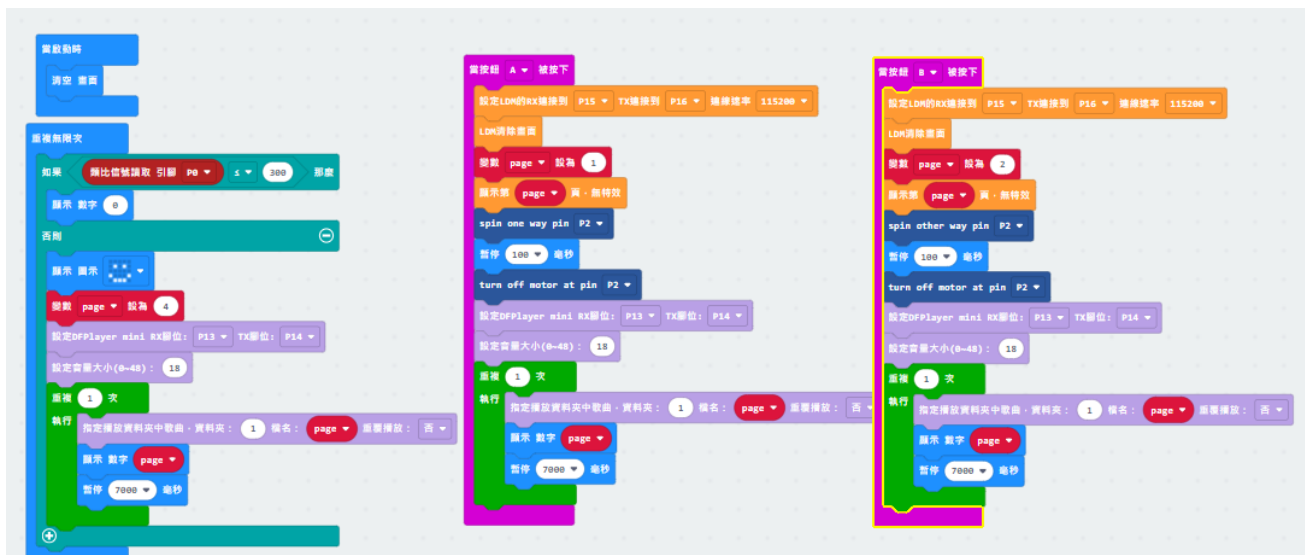 當啟動時
清空 畫面
重複無限次
如果 類比信號讀取 引腳 P0 ≤ 300 那麼
顯示 數字 0
否則
顯示 圖示
變數 page 設為 4
設定DFPlayer mini RX腳位: P13 TX腳位: P14
設定音量大小(0~48): 18
重複 1 次
執行
指定播放資料夾中歌曲，資料夾: 1 檔名: page 重覆播放: 否
顯示 數字 page
暫停 7000 毫秒
當按鈕 A 被按下
設定LDM的RX連接到 P15 TX連接到 P16 連線速率 115200
LDM清除畫面
變數 page 設為 1
顯示第 page 頁，無特效
spin one way pin P2
暫停 100 毫秒
turn off motor at pin P2
設定DFPlayer mini RX腳位: P13 TX腳位: P14
設定音量大小(0~48): 18
重複 1 次
執行
指定播放資料夾中歌曲，資料夾: 1 檔名: page 重覆播放: 否
顯示 數字 page
暫停 7000 毫秒
當按鈕 B 被按下
設定LDM的RX連接到 P15 TX連接到 P16 連線速率 115200
LDM清除畫面
變數 page 設為 2
顯示第 page 頁，無特效
spin other way pin P2
暫停 100 毫秒
turn off motor at pin P2
設定DFPlayer mini RX腳位: P13 TX腳位: P14
設定音量大小(0~48): 18
重複 1 次
執行
指定播放資料夾中歌曲，資料夾: 1 檔名: page 重覆播放: 否
顯示 數字 page
暫停 7000 毫秒